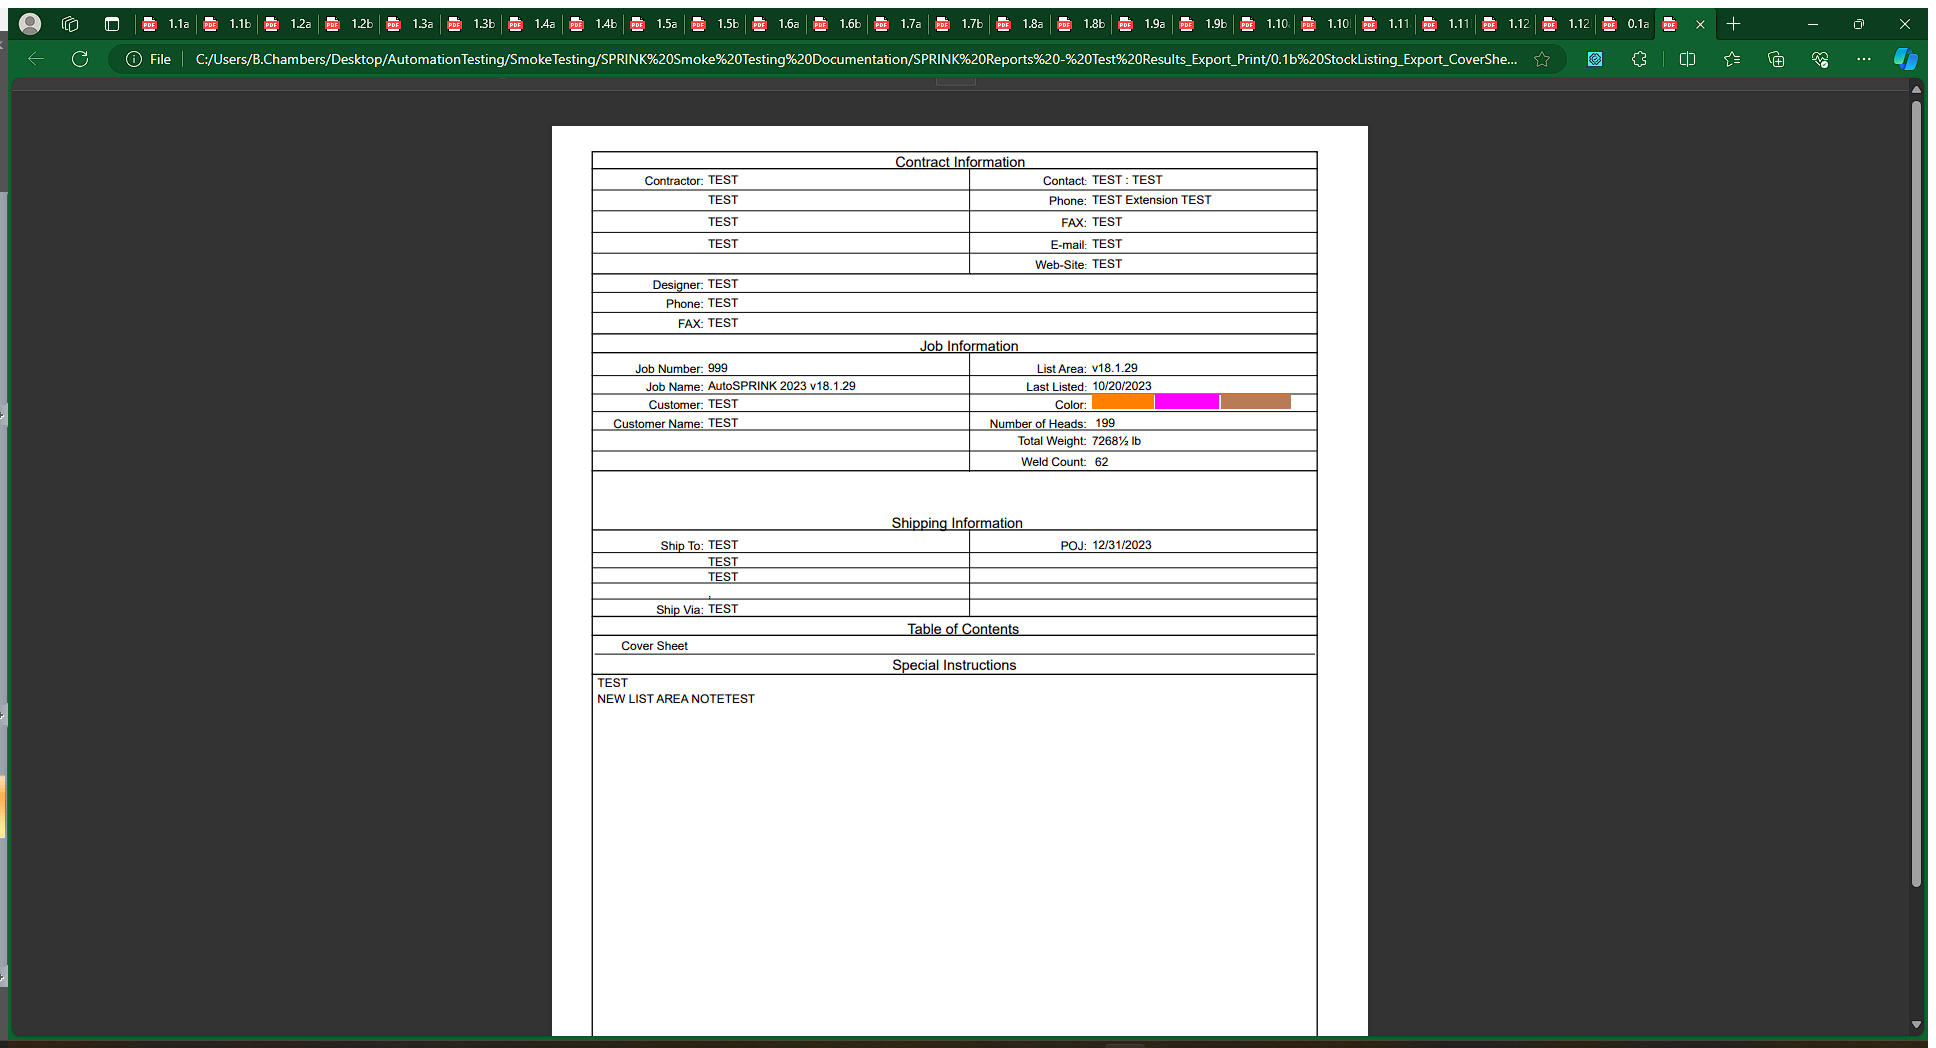 1.1a 1.1b 1.2a 1.2b 1.3a 1.3b 1.4a 1.4b 1.5a 1.5b 1.6a 1.6b 1.7a 1.7b 1.8a 1.8b 1.9a 1.9b 1.10 1.10 1.11 1.11 1.12 1.12 0.1a
File C:/Users/B.Chambers/Desktop/AutomationTesting/SmokeTesting/SPRINK%20Smoke%20Testing%20Documentation/SPRINK%20Reports%20-%20Test%20Results_Export_Print/0.1b%20StockListing_Export_CoverShe...
Contract Information
Contractor: TEST Contact: TEST : TEST
TEST Phone: TEST Extension TEST
TEST FAX: TEST
TEST E-mail: TEST
Web-Site: TEST
Designer: TEST
Phone: TEST
FAX: TEST
Job Information
Job Number: 999 List Area: v18.1.29
Job Name: AutoSPRINK 2023 v18.1.29 Last Listed: 10/20/2023
Customer: TEST Color:
Customer Name: TEST Number of Heads: 199
Total Weight: 7268½ lb
Weld Count: 62
Shipping Information
Ship To: TEST POJ: 12/31/2023
TEST
TEST
,
Ship Via: TEST
Table of Contents
Cover Sheet
Special Instructions
TEST
NEW LIST AREA NOTETEST